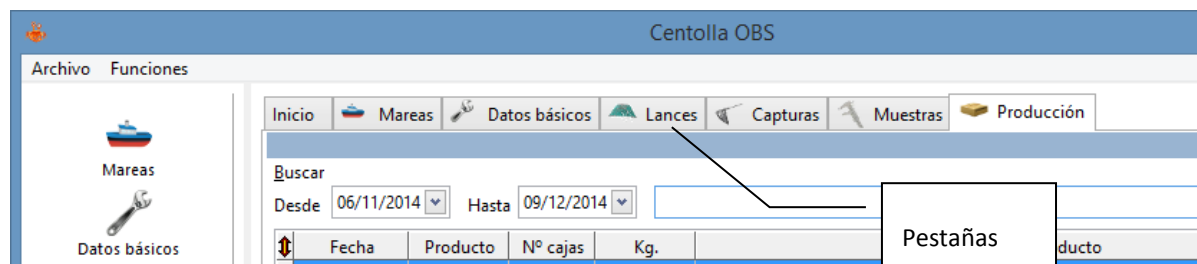 Centolla OBS
Archivo Funciones
Inicio Mareas Datos básicos Lances Capturas Muestras Producción
Mareas
Buscar
Desde 06/11/2014 Hasta 09/12/2014
Datos básicos
Fecha Producto Nº cajas Kg. ducto
Pestañas